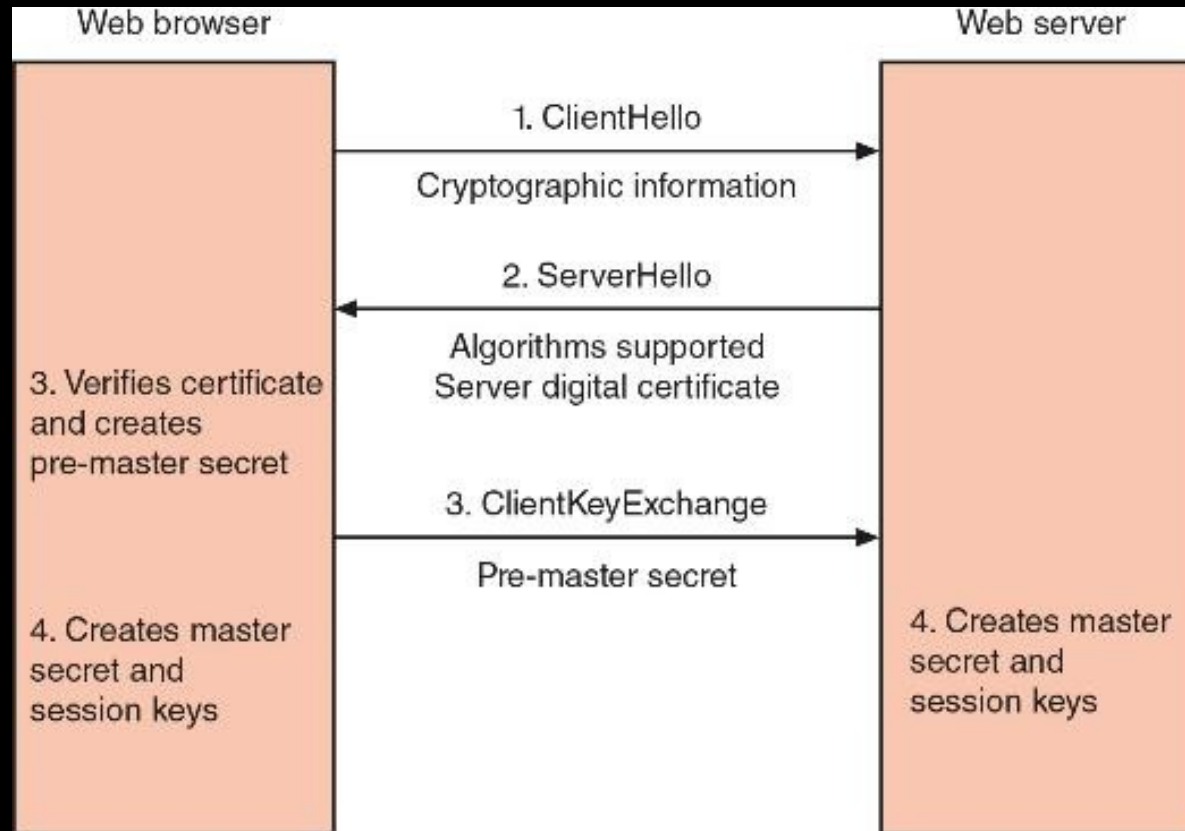 Web browser
Web server
1. ClientHello
Cryptographic information
2. ServerHello
Algorithms supported
Server digital certificate
3. Verifies certificate
and creates
pre-master secret
3. ClientKeyExchange
Pre-master secret
4. Creates master
secret and
session keys
4. Creates master
secret and
session keys